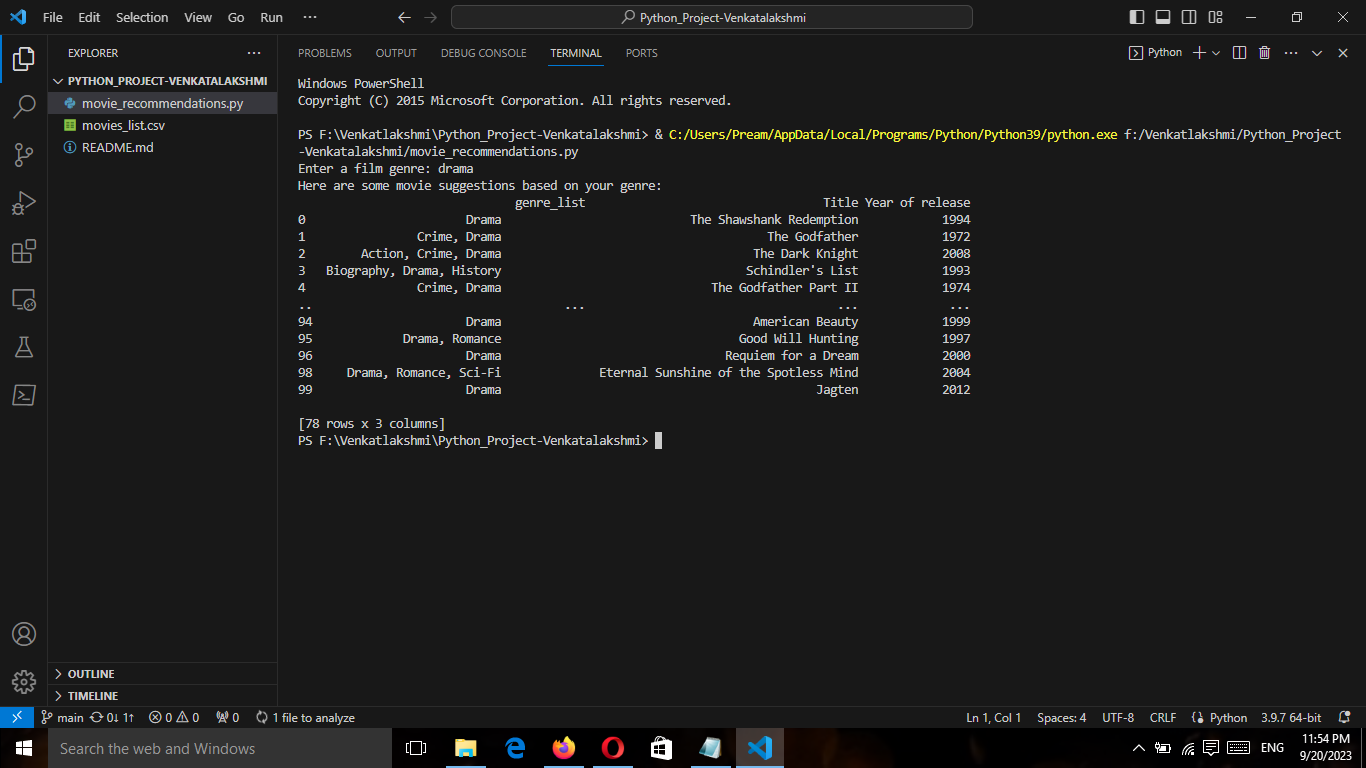 File Edit Selection View Go Run ··· Python_Project-Venkatalakshmi
EXPLORER ···
PYTHON_PROJECT-VENKATALAKSHMI
movie_recommendations.py
movies_list.csv
README.md
OUTLINE
TIMELINE
PROBLEMS OUTPUT DEBUG CONSOLE TERMINAL PORTS Python
Windows PowerShell
Copyright (C) 2015 Microsoft Corporation. All rights reserved.
PS F:\Venkatlakshmi\Python_Project-Venkatalakshmi> & C:/Users/Pream/AppData/Local/Programs/Python/Python39/python.exe f:/Venkatlakshmi/Python_Project
-Venkatalakshmi/movie_recommendations.py
Enter a film genre: drama
Here are some movie suggestions based on your genre:
genre_list Title Year of release
0 Drama The Shawshank Redemption 1994
1 Crime, Drama The Godfather 1972
2 Action, Crime, Drama The Dark Knight 2008
3 Biography, Drama, History Schindler's List 1993
4 Crime, Drama The Godfather Part II 1974
.. ... ... ...
94 Drama American Beauty 1999
95 Drama, Romance Good Will Hunting 1997
96 Drama Requiem for a Dream 2000
98 Drama, Romance, Sci-Fi Eternal Sunshine of the Spotless Mind 2004
99 Drama Jagten 2012
[78 rows x 3 columns]
PS F:\Venkatlakshmi\Python_Project-Venkatalakshmi>
main 0↓ 1↑ 0 0 0 1 file to analyze Ln 1, Col 1 Spaces: 4 UTF-8 CRLF Python 3.9.7 64-bit
Search the web and Windows ENG 11:54 PM
9/20/2023